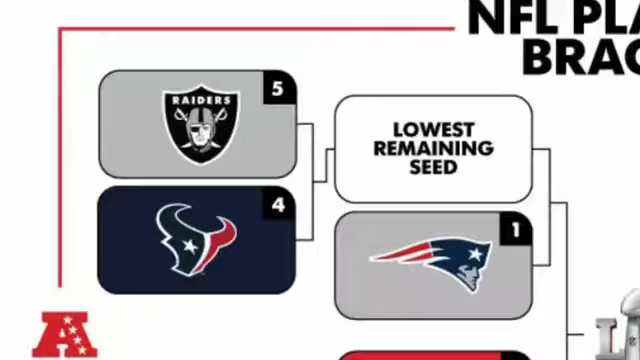 NFL PLA
BRAC
5
RAIDERS
LOWEST
REMAINING
SEED
4
1
A
L